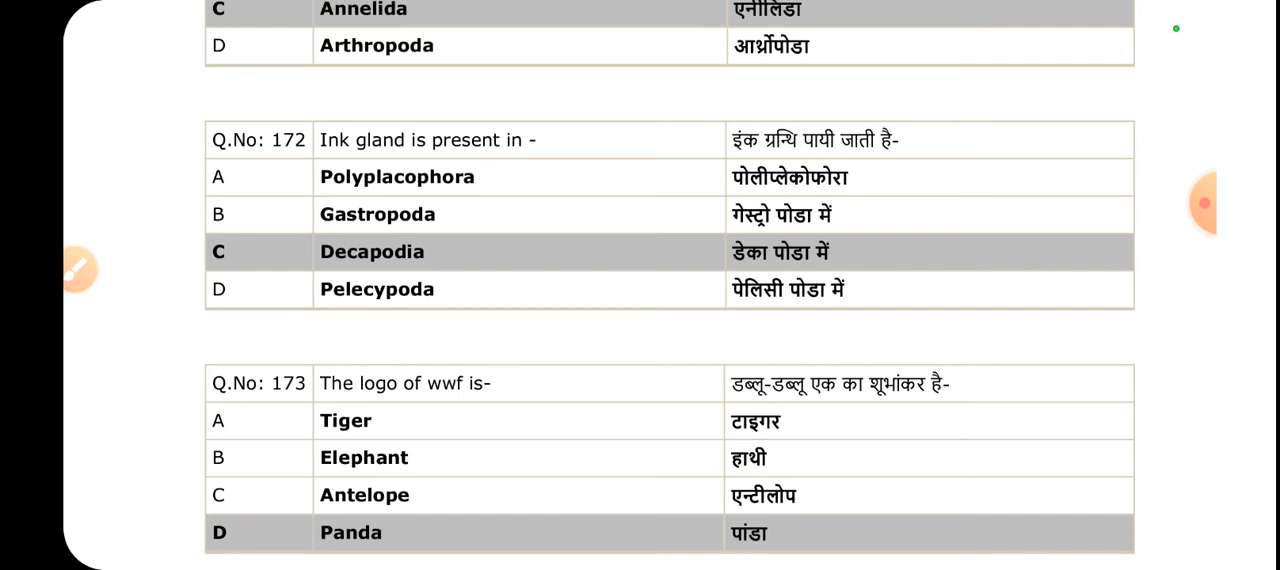 C Annelida एनीलिडा
D Arthropoda आर्थ्रोपोडा
Q.No: 172 Ink gland is present in - इंक ग्रन्थि पायी जाती है-
A Polyplacophora पोलीप्लेकोफोरा
B Gastropoda गेस्ट्रो पोडा में
C Decapodia डेका पोडा में
D Pelecypoda पेलिसी पोडा में
Q.No: 173 The logo of wwf is- डब्लू-डब्लू एक का शूभांकर है-
A Tiger टाइगर
B Elephant हाथी
C Antelope एन्टीलोप
D Panda पांडा